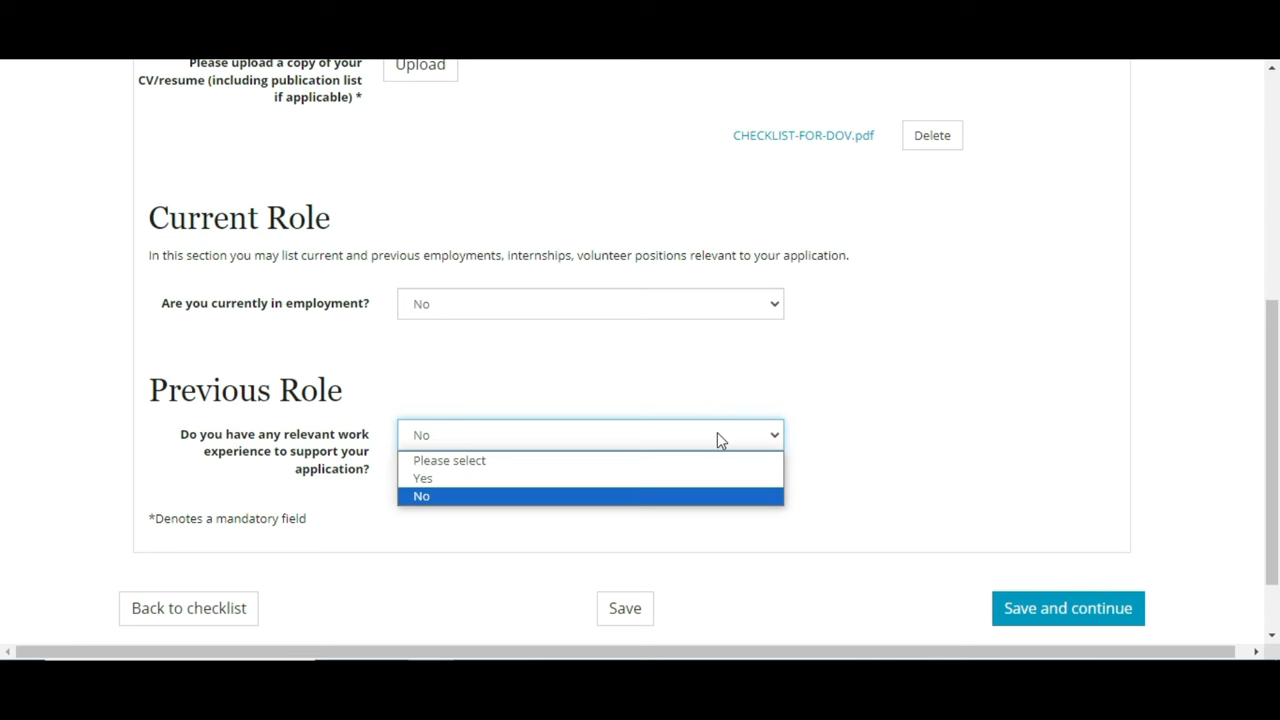 Please upload a copy of your
CV/resume (including publication list
if applicable) *
Upload
CHECKLIST-FOR-DOV.pdf
Delete
Current Role
In this section you may list current and previous employments, internships, volunteer positions relevant to your application.
Are you currently in employment?
No
Previous Role
Do you have any relevant work
experience to support your
application?
No
Please select
Yes
No
*Denotes a mandatory field
Back to checklist
Save
Save and continue